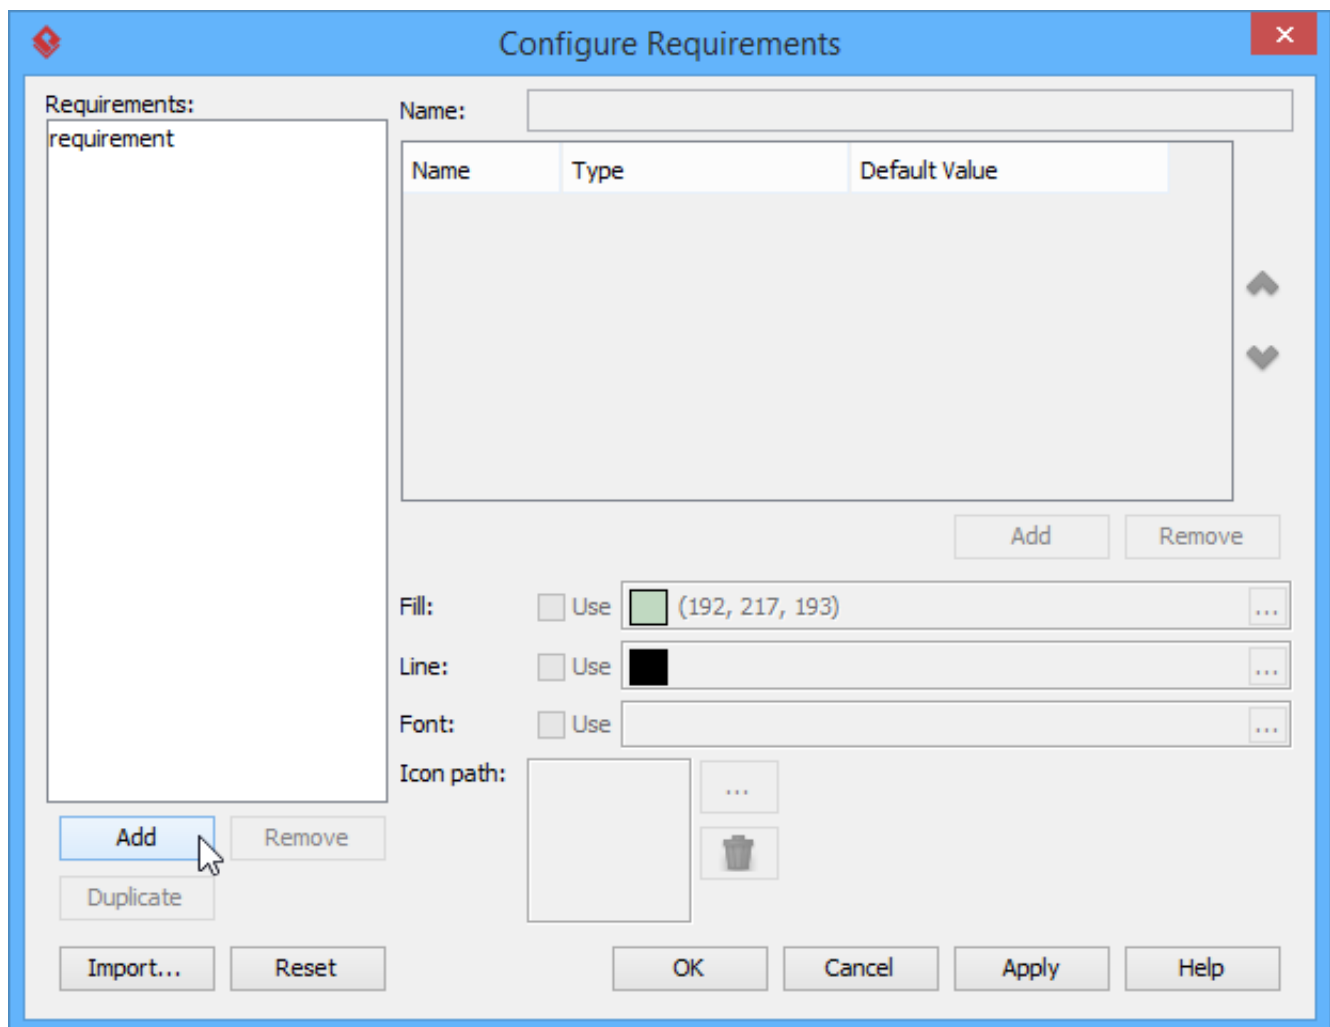 Configure Requirements
Requirements:
requirement
Name:
Name Type Default Value
Add Remove
Fill: Use (192, 217, 193) ...
Line: Use ...
Font: Use ...
Icon path: ...
Add Remove
Duplicate
Import... Reset OK Cancel Apply Help